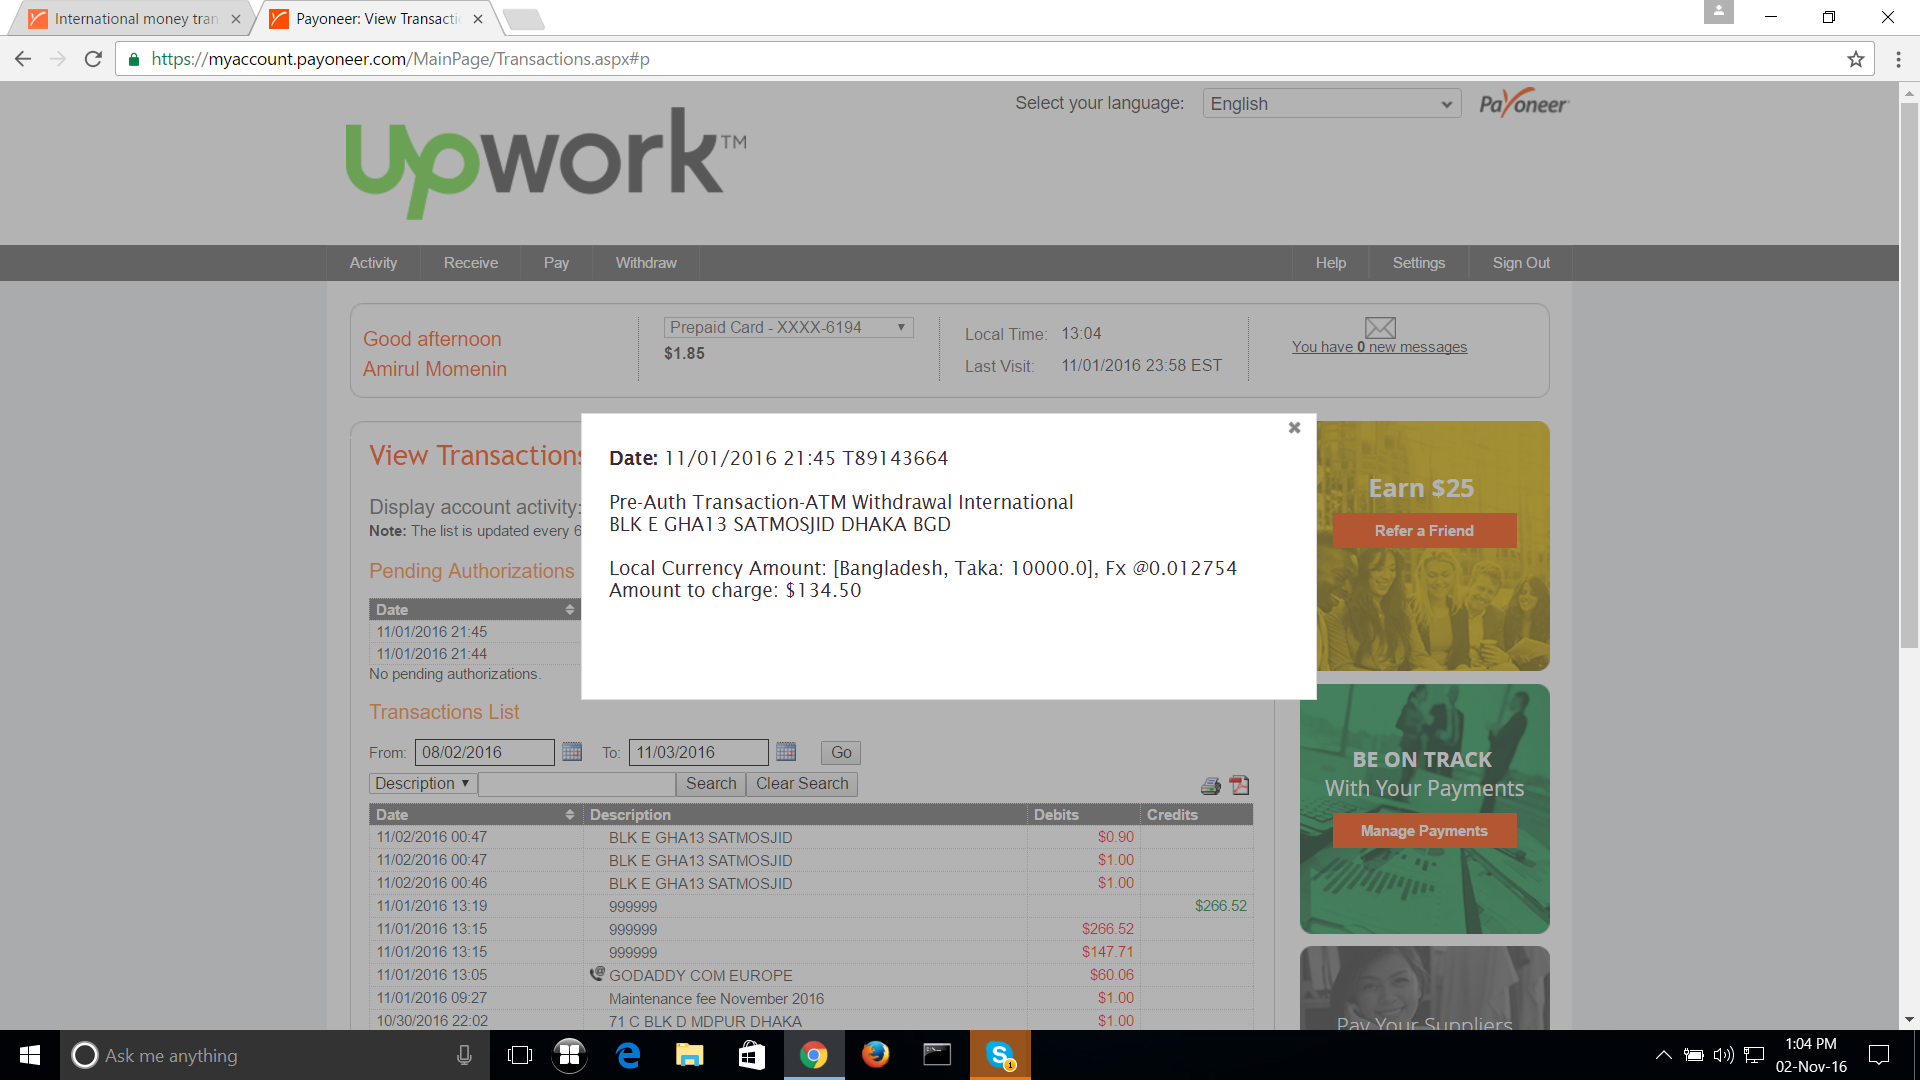 International money tran
Payoneer: View Transacti
https://myaccount.payoneer.com/MainPage/Transactions.aspx#p
Select your language: English Payoneer
upwork™
Activity Receive Pay Withdraw Help Settings Sign Out
Good afternoon
Amirul Momenin
Prepaid Card - XXXX-6194
$1.85
Local Time: 13:04
Last Visit: 11/01/2016 23:58 EST
You have 0 new messages
View Transactions
Display account activity:
Note: The list is updated every 6
Pending Authorizations
Date
11/01/2016 21:45
11/01/2016 21:44
No pending authorizations.
Date: 11/01/2016 21:45 T89143664
Pre-Auth Transaction-ATM Withdrawal International
BLK E GHA13 SATMOSJID DHAKA BGD
Local Currency Amount: [Bangladesh, Taka: 10000.0], Fx @0.012754
Amount to charge: $134.50
Transactions List
From: 08/02/2016 To: 11/03/2016 Go
Description Search Clear Search
Date Description Debits Credits
11/02/2016 00:47 BLK E GHA13 SATMOSJID $0.90
11/02/2016 00:47 BLK E GHA13 SATMOSJID $1.00
11/02/2016 00:46 BLK E GHA13 SATMOSJID $1.00
11/01/2016 13:19 999999 $266.52
11/01/2016 13:15 999999 $266.52
11/01/2016 13:15 999999 $147.71
11/01/2016 13:05 GODADDY COM EUROPE $60.06
11/01/2016 09:27 Maintenance fee November 2016 $1.00
10/30/2016 22:02 71 C BLK D MDPUR DHAKA $1.00
Earn $25
Refer a Friend
BE ON TRACK
With Your Payments
Manage Payments
Pay Your Suppliers
Ask me anything
1
1:04 PM
02-Nov-16